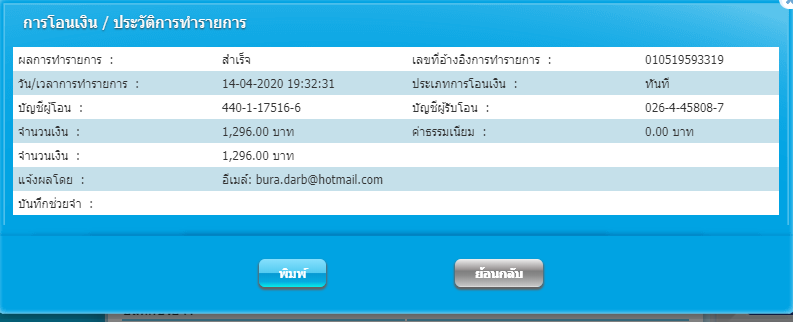 การโอนเงิน / ประวัติการทำรายการ
ผลการทำรายการ : สำเร็จ เลขที่อ้างอิงการทำรายการ : 010519593319
วัน/เวลาการทำรายการ : 14-04-2020 19:32:31 ประเภทการโอนเงิน : ทันที
บัญชีผู้โอน : 440-1-17516-6 บัญชีผู้รับโอน : 026-4-45808-7
จำนวนเงิน : 1,296.00 บาท ค่าธรรมเนียม : 0.00 บาท
จำนวนเงิน : 1,296.00 บาท
แจ้งผลโดย : อีเมล์: bura.darb@hotmail.com
บันทึกช่วยจำ :
พิมพ์ ย้อนกลับ